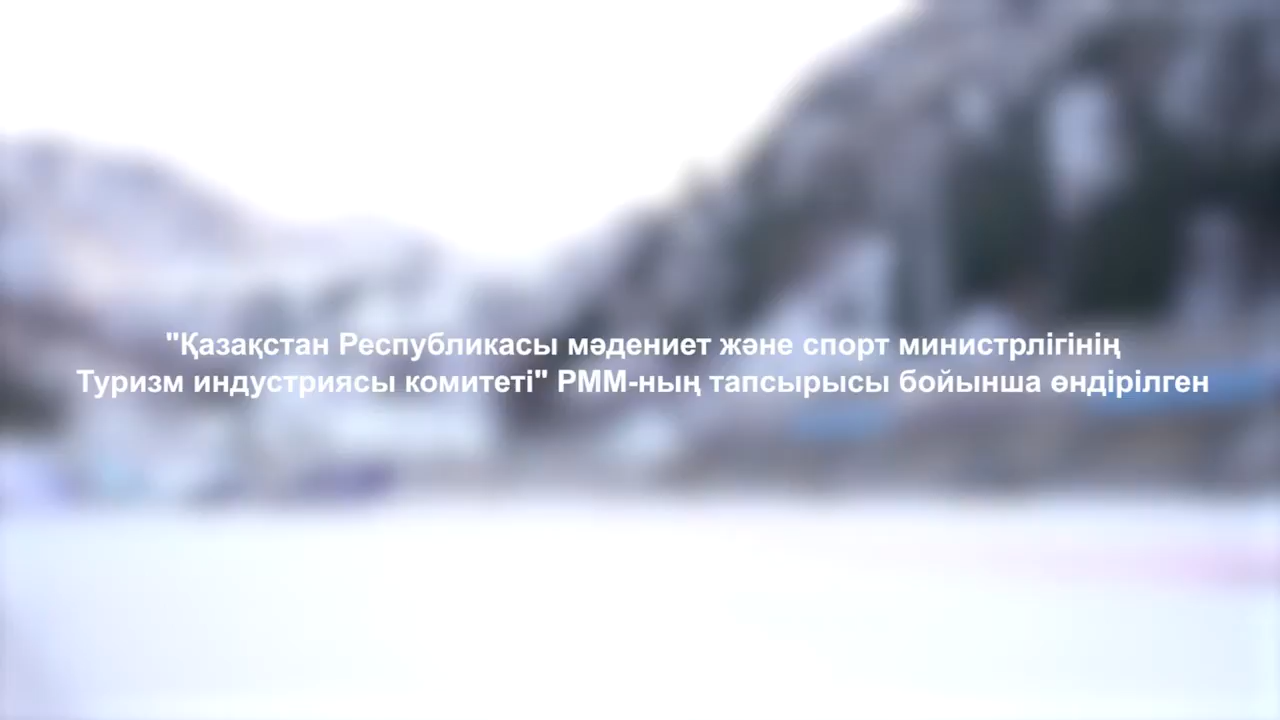 "Қазақстан Республикасы мәдениет және спорт министрлігінің
Туризм индустриясы комитеті" РММ-ның тапсырысы бойынша өндірілген